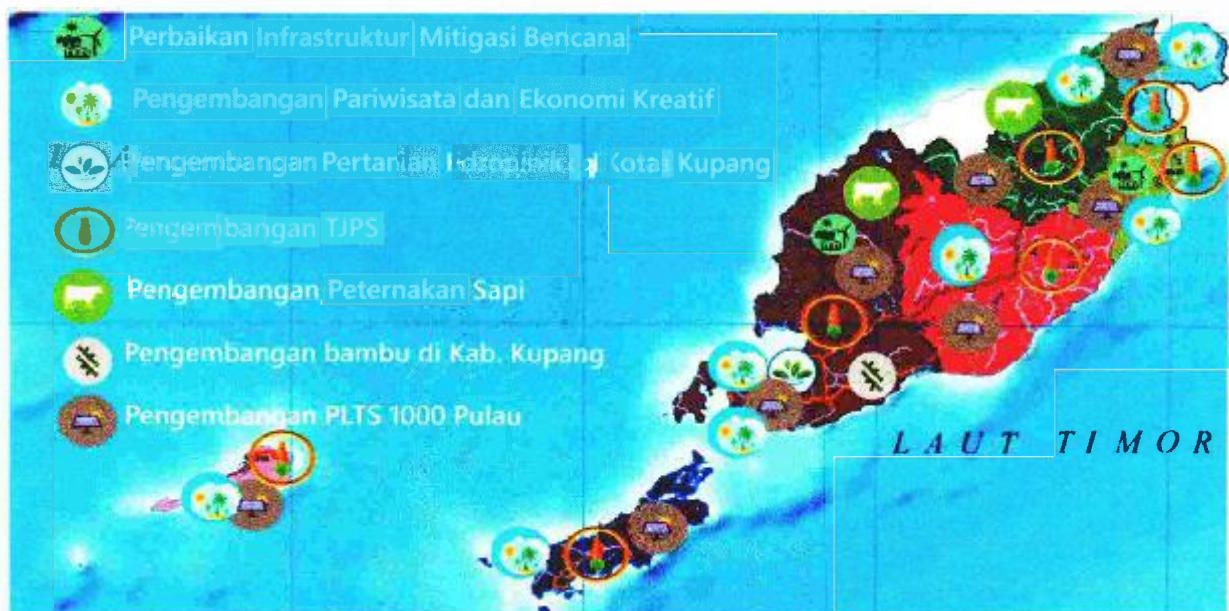 Perbaikan Infrastruktur Mitigasi Bencana
Pengembangan Pariwisata dan Ekonomi Kreatif
Pengembangan Pertanian Kota Kupang
Pengembangan TJPS
Pengembangan Peternakan Sapi
Pengembangan bambu di Kab. Kupang
Pengembangan PLTS 1000 Pulau
LAUT TIMOR